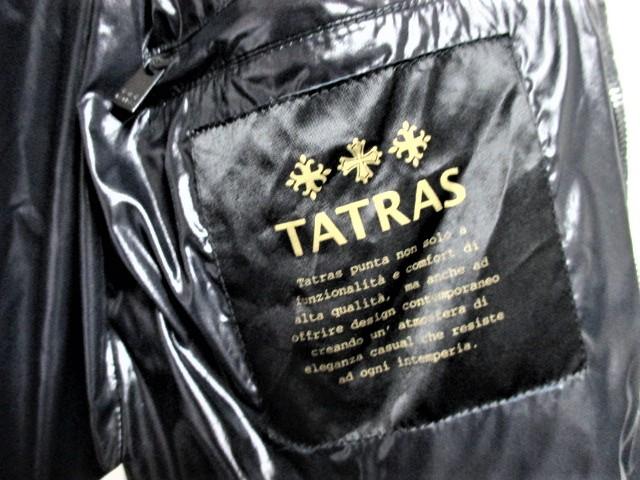 TATRAS
Tatras punta non solo a
funzionalità e comfort di
alta qualità, ma anche ad
offrire design contemporaneo
creando un' atmosfera di
eleganza casual che resiste
ad ogni intemperia.